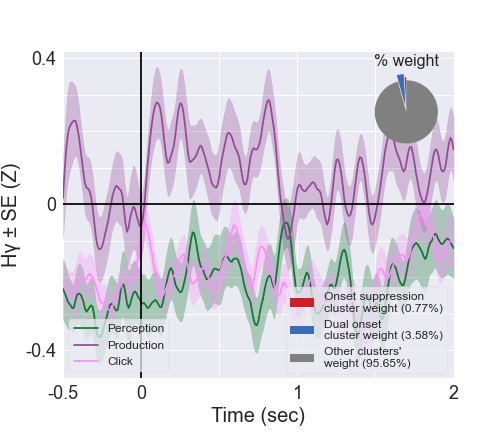 % weight
0.4
0
-0.4
Hγ ± SE (Z)
Perception
Production
Click
Onset suppression
cluster weight (0.77%)
Dual onset
cluster weight (3.58%)
Other clusters'
weight (95.65%)
-0.5
0
1
2
Time (sec)